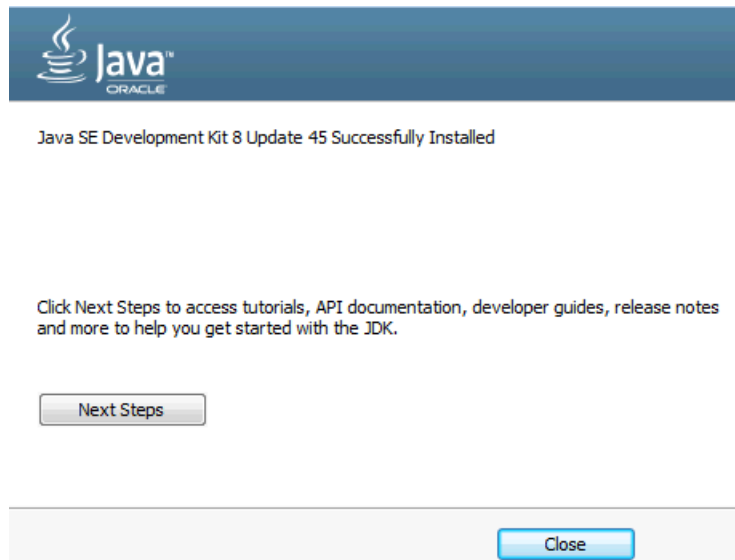 Java™
ORACLE
Java SE Development Kit 8 Update 45 Successfully Installed
Click Next Steps to access tutorials, API documentation, developer guides, release notes
and more to help you get started with the JDK.
Next Steps
Close